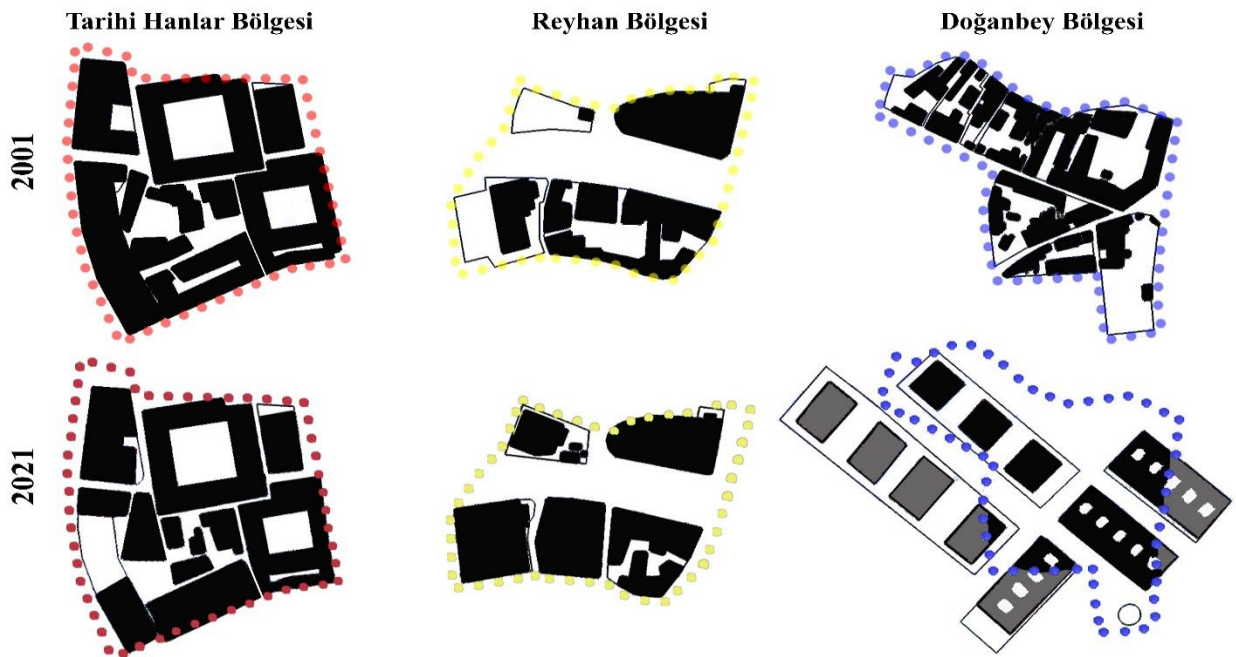 Tarihi Hanlar Bölgesi
Reyhan Bölgesi
Doğanbey Bölgesi
2001
2021